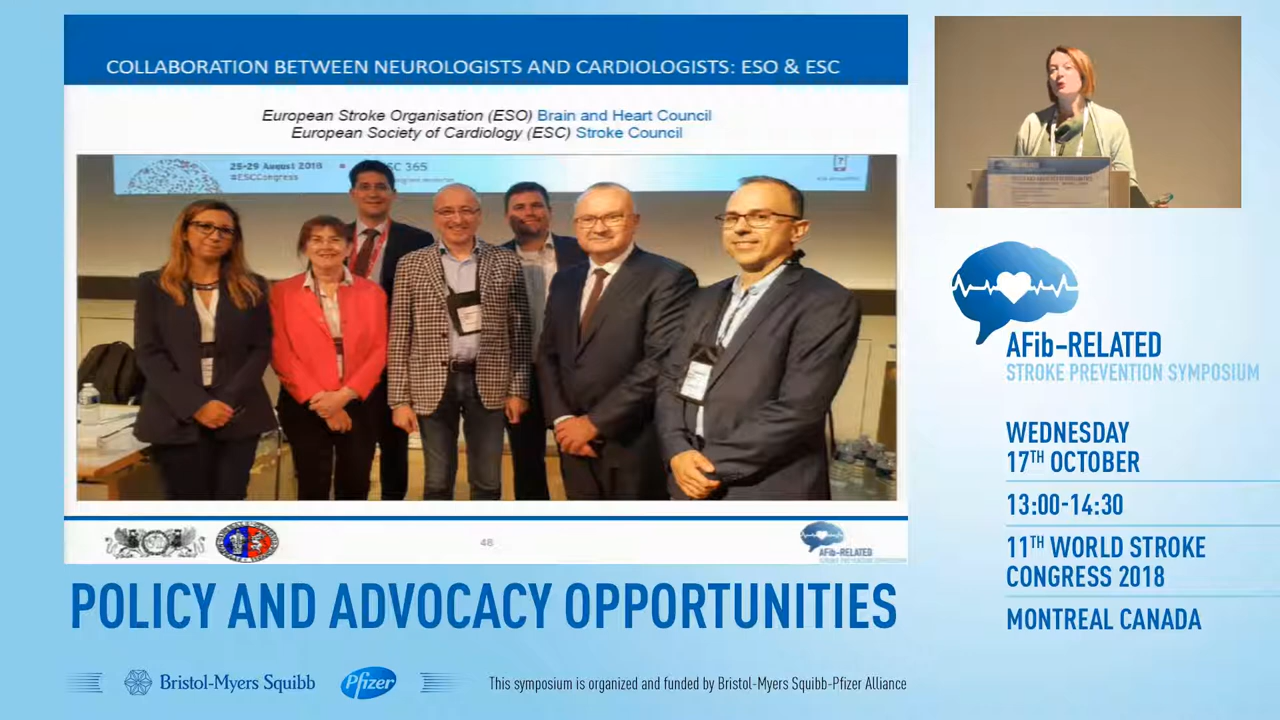 COLLABORATION BETWEEN NEUROLOGISTS AND CARDIOLOGISTS: ESO & ESC
European Stroke Organisation (ESO) Brain and Heart Council
European Society of Cardiology (ESC) Stroke Council
25-29 August 2018
#ESCCongress
365
48
AFib-RELATED
POLICY AND ADVOCACY OPPORTUNITIES
Bristol-Myers Squibb
Pfizer
This symposium is organized and funded by Bristol-Myers Squibb-Pfizer Alliance
AFib-RELATED
STROKE PREVENTION SYMPOSIUM
WEDNESDAY
17TH OCTOBER
13:00-14:30
11TH WORLD STROKE
CONGRESS 2018
MONTREAL CANADA